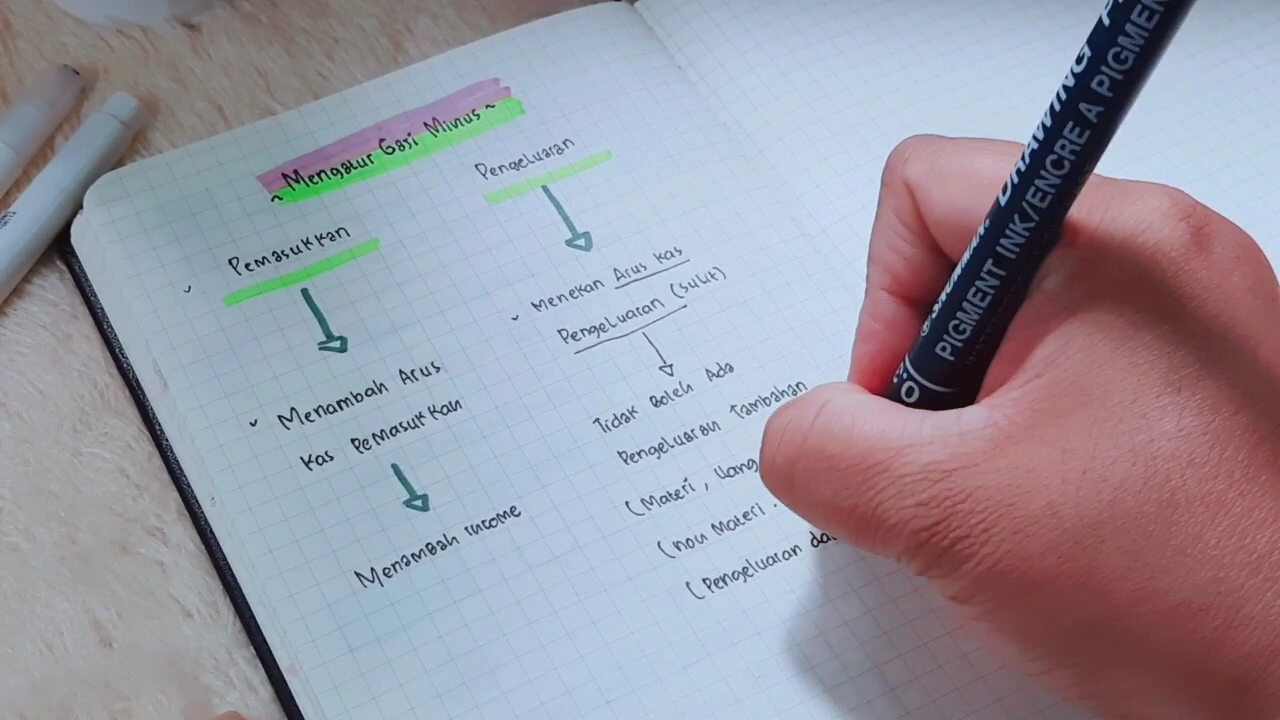 ~ Mengatur Gaji Minus ~
Pemasukkan
Menambah Arus
Kas Pemasukkan
Menambah income
Pengeluaran
Menekan Arus Kas
Pengeluaran (sulit)
Tidak Boleh Ada
Pengeluaran Tambahan
(Materi, Uang
(non Materi.
(Pengeluaran
DRAWING
PIGMENT INK/ENCRE A PIGMEN